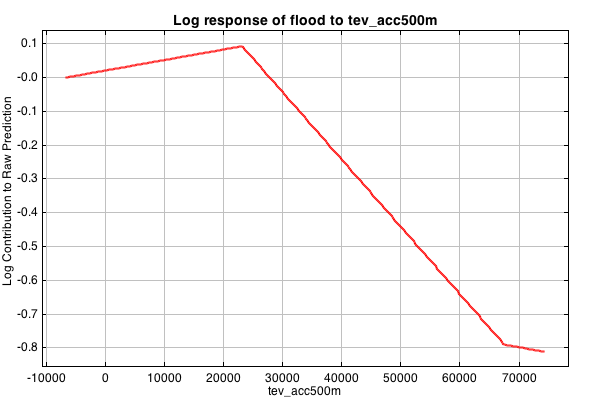 Log response of flood to tev_acc500m
Log Contribution to Raw Prediction
0.1
-0.0
-0.1
-0.2
-0.3
-0.4
-0.5
-0.6
-0.7
-0.8
-10000 0 10000 20000 30000 40000 50000 60000 70000
tev_acc500m